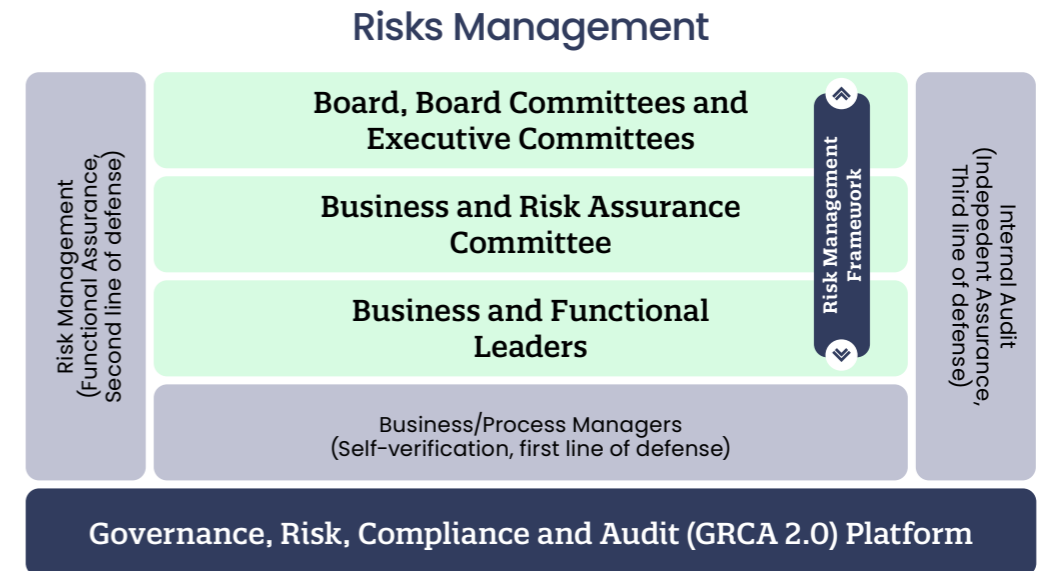 Risks Management
Risk Management
(Functional Assurance,
Second line of defense)
Board, Board Committees and
Executive Committees
Business and Risk Assurance
Committee
Business and Functional
Leaders
Risk Management
Framework
Business/Process Managers
(Self-verification, first line of defense)
Internal Audit
(Indepedent Assurance,
Third line of defense)
Governance, Risk, Compliance and Audit (GRCA 2.0) Platform